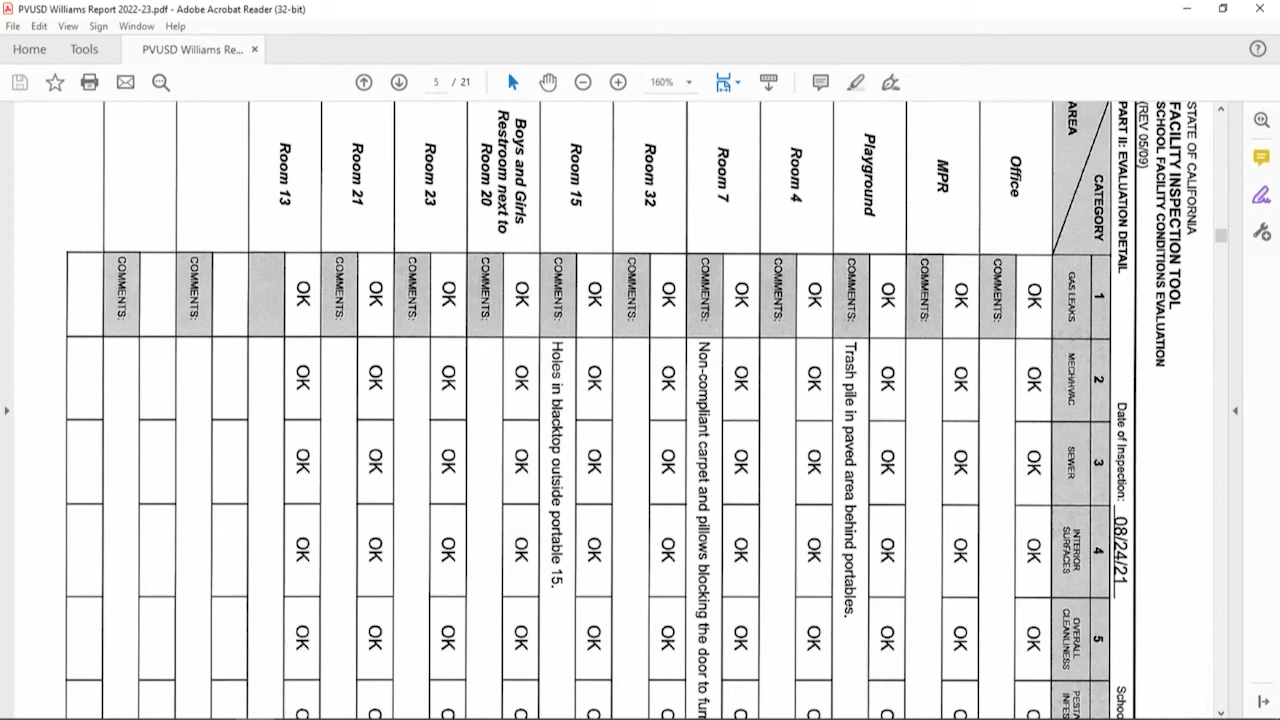 PVUSD Williams Report 2022-23.pdf - Adobe Acrobat Reader (32-bit)
File Edit View Sign Window Help
Home Tools PVUSD Williams Re... ×
5 / 21 160%
STATE OF CALIFORNIA
FACILITY INSPECTION TOOL
SCHOOL FACILITY CONDITIONS EVALUATION
(REV 05/09)
PART II: EVALUATION DETAIL Date of Inspection: 08/24/21 Schoo
CATEGORY 1 2 3 4 5
AREA GAS LEAKS MECH/HVAC SEWER INTERIOR SURFACES OVERALL CLEANLINESS PEST/ INFES
Office OK OK OK OK OK
COMMENTS:
MPR OK OK OK OK OK
COMMENTS:
Playground OK OK OK OK OK
COMMENTS: Trash pile in paved area behind portables.
Room 4 OK OK OK OK OK
COMMENTS:
Room 7 OK OK OK OK OK
COMMENTS: Non-compliant carpet and pillows blocking the door to furn
Room 32 OK OK OK OK OK
COMMENTS:
Room 15 OK OK OK OK OK
COMMENTS: Holes in blacktop outside portable 15.
Boys and Girls Restroom next to Room 20 OK OK OK OK OK
COMMENTS:
Room 23 OK OK OK OK OK
COMMENTS:
Room 21 OK OK OK OK OK
COMMENTS:
Room 13 OK OK OK OK OK
COMMENTS:
COMMENTS: